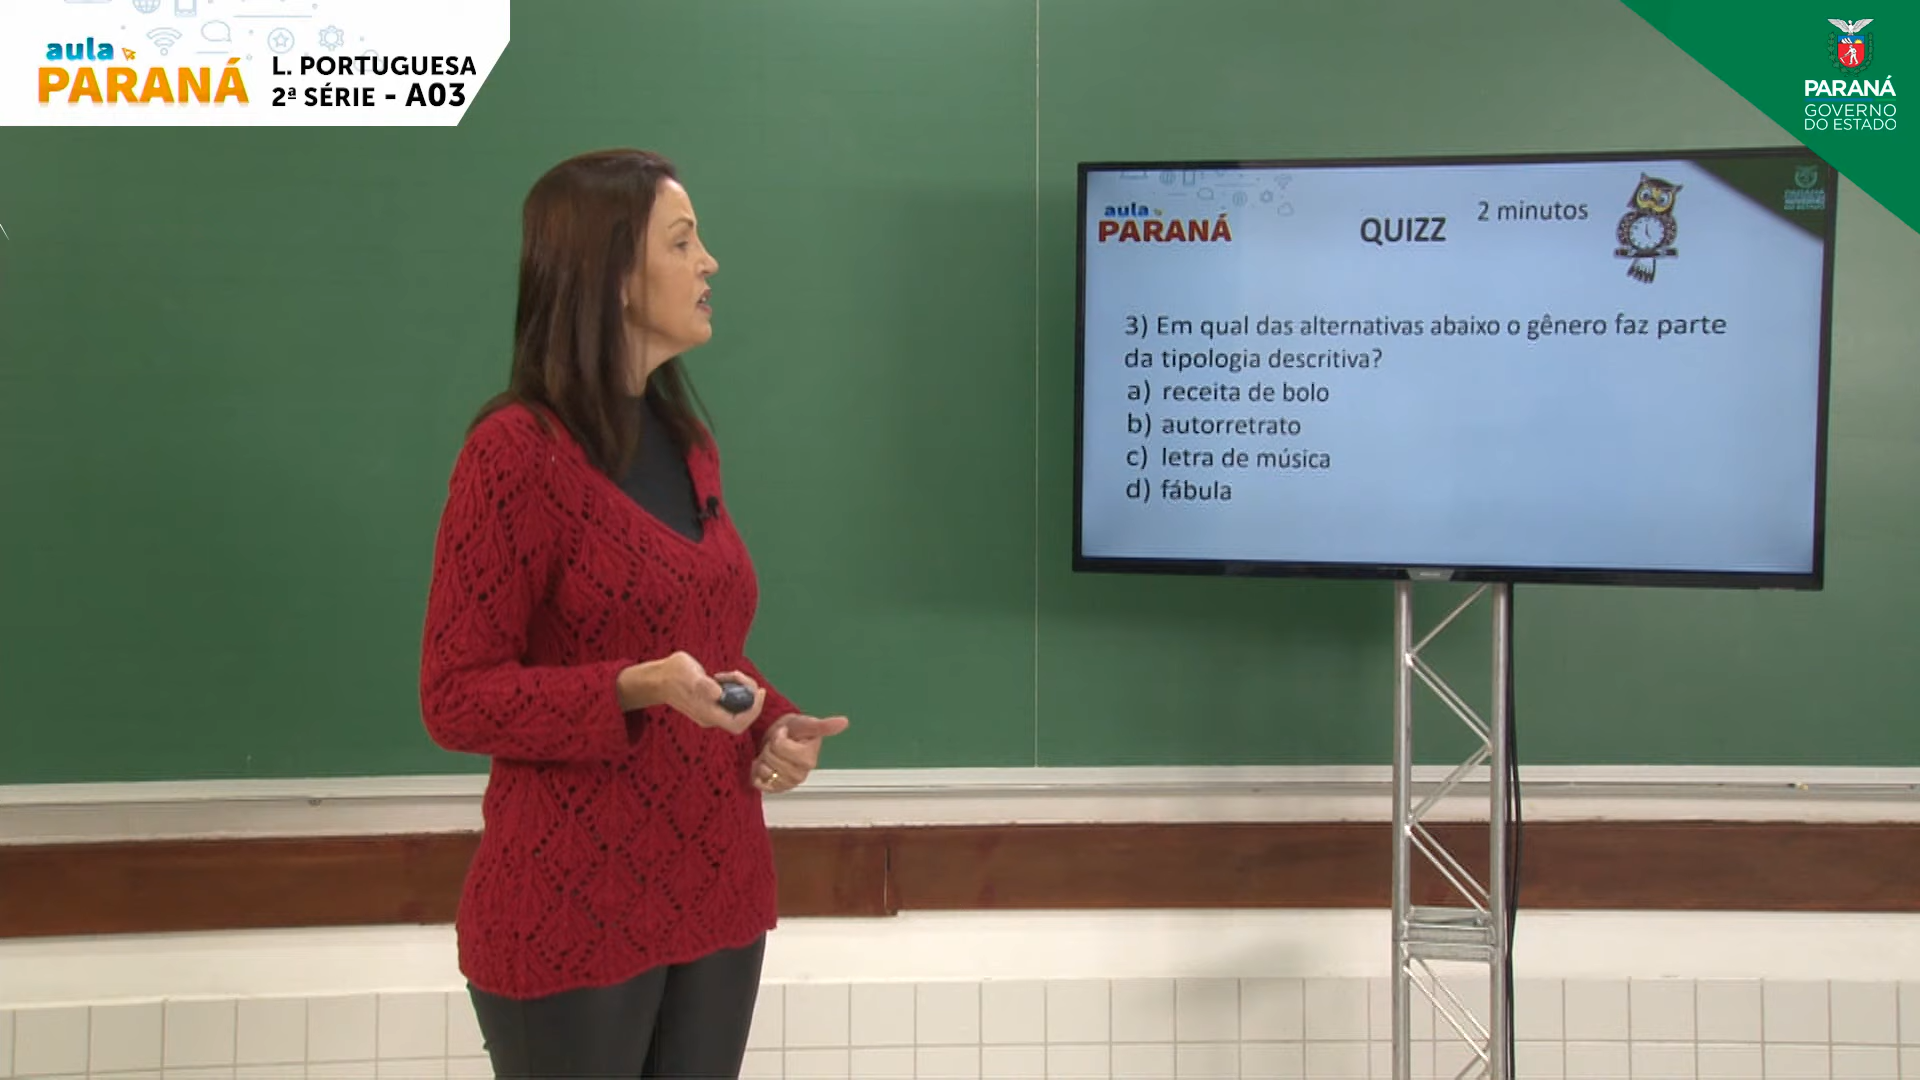 aula
PARANÁ
L. PORTUGUESA
2ª SÉRIE - A03
PARANÁ
GOVERNO
DO ESTADO
aula
PARANÁ
QUIZZ
2 minutos
3) Em qual das alternativas abaixo o gênero faz parte
da tipologia descritiva?
a) receita de bolo
b) autorretrato
c) letra de música
d) fábula